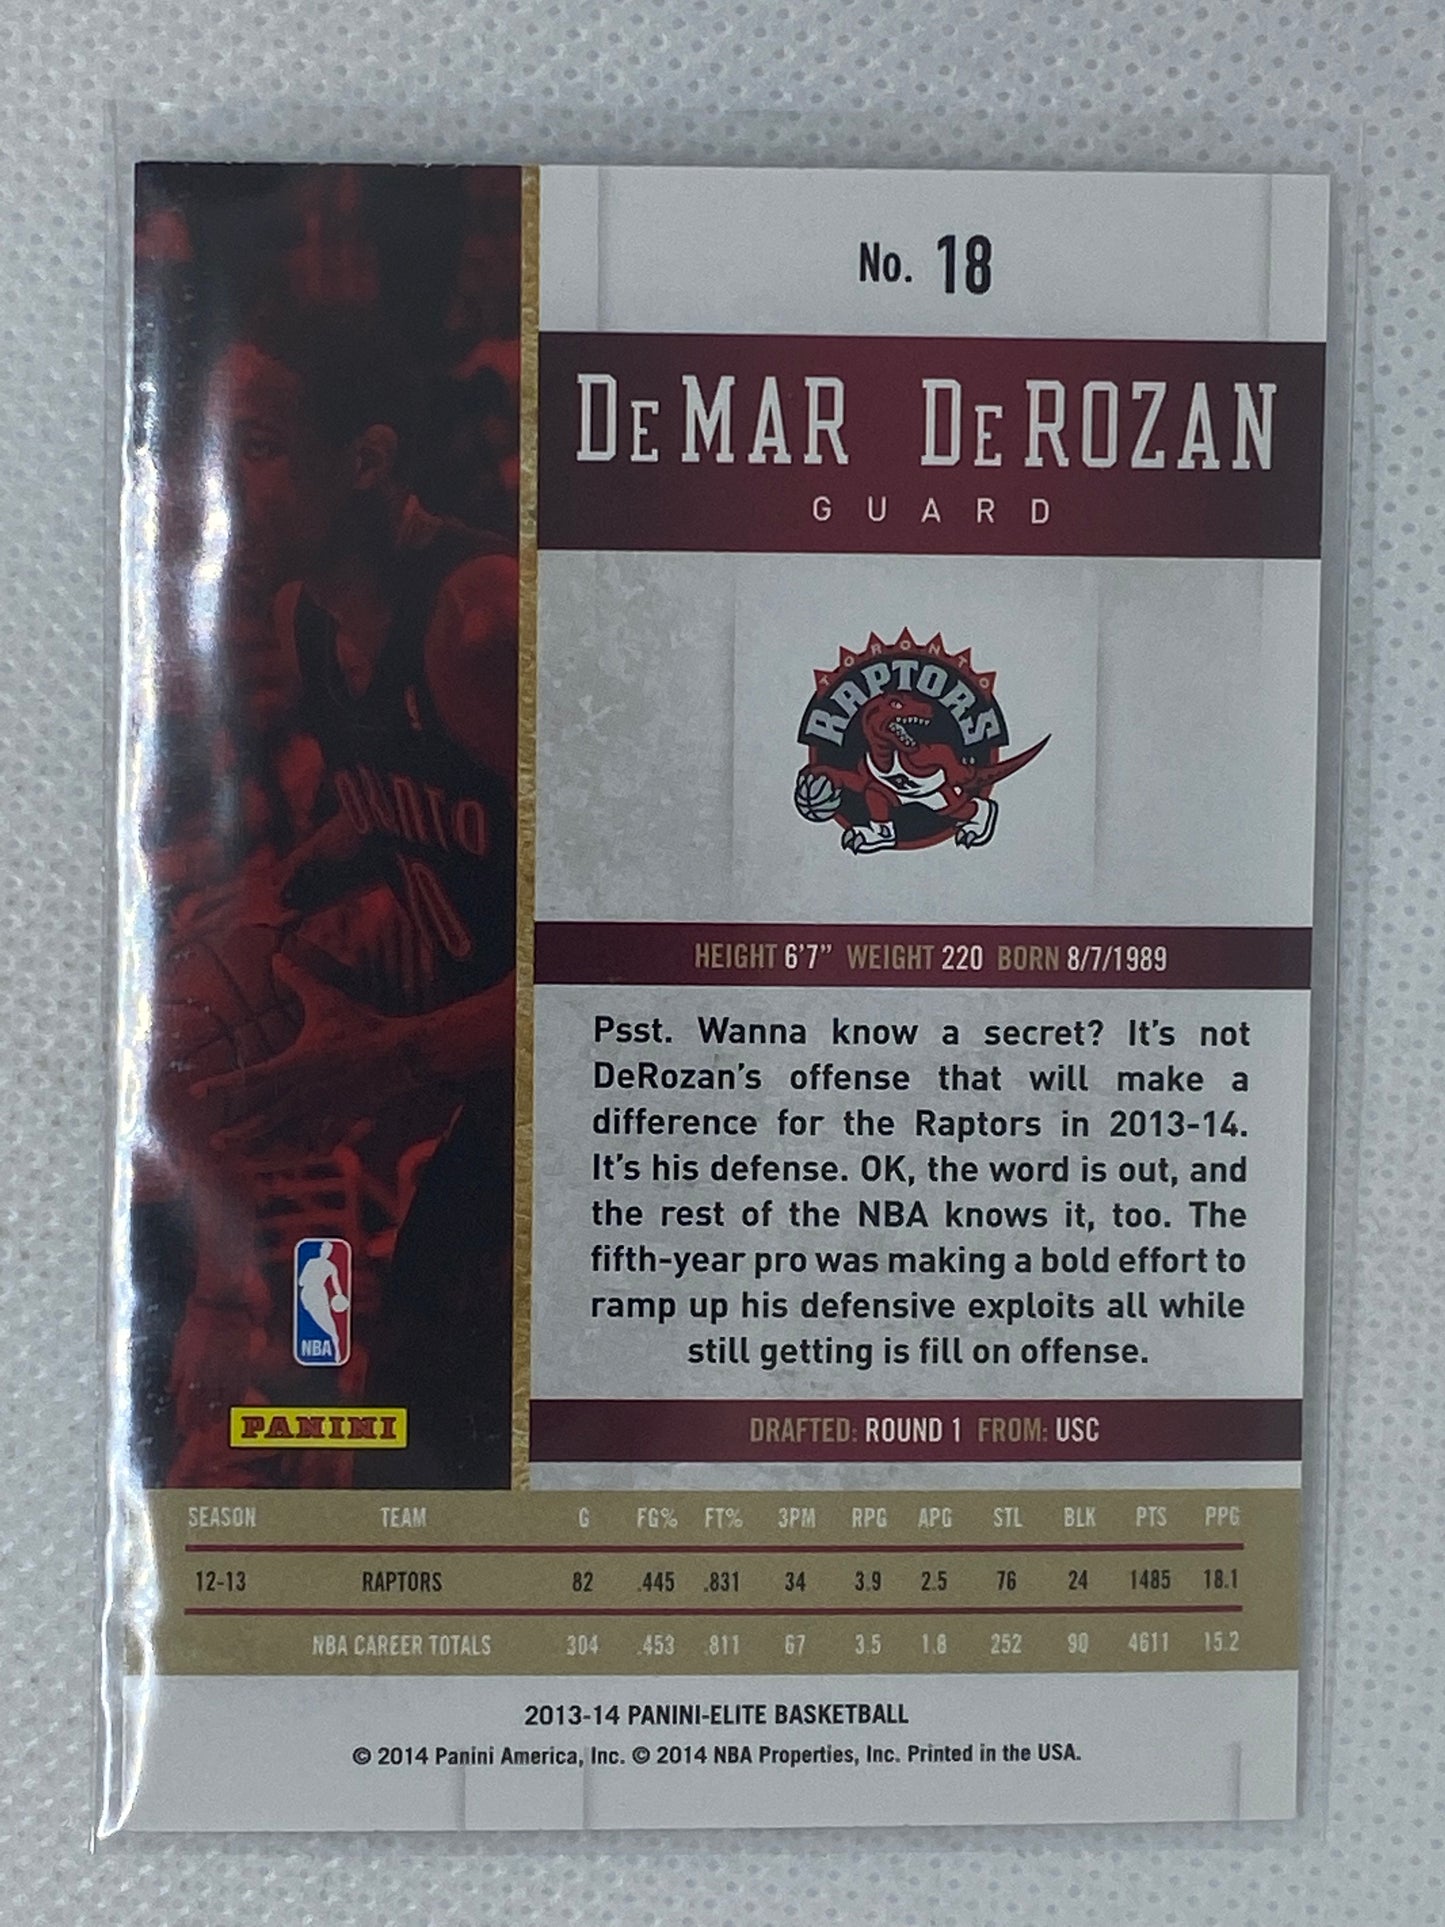 No. 18
DeMAR DeROZAN
GUARD
TORONTO
RAPTORS
TORONTO
10
HEIGHT 6'7" WEIGHT 220 BORN 8/7/1989
Psst. Wanna know a secret? It's not
DeRozan's offense that will make a
difference for the Raptors in 2013-14.
It's his defense. OK, the word is out, and
the rest of the NBA knows it, too. The
fifth-year pro was making a bold effort to
ramp up his defensive exploits all while
still getting is fill on offense.
NBA
PANINI
DRAFTED: ROUND 1 FROM: USC
SEASON TEAM G FG% FT% 3PM RPG APG STL BLK PTS PPG
12-13 RAPTORS 82 .445 .831 34 3.9 2.5 76 24 1485 18.1
NBA CAREER TOTALS 304 .453 .811 67 3.5 1.8 252 90 4611 15.2
2013-14 PANINI-ELITE BASKETBALL
© 2014 Panini America, Inc. © 2014 NBA Properties, Inc. Printed in the USA.